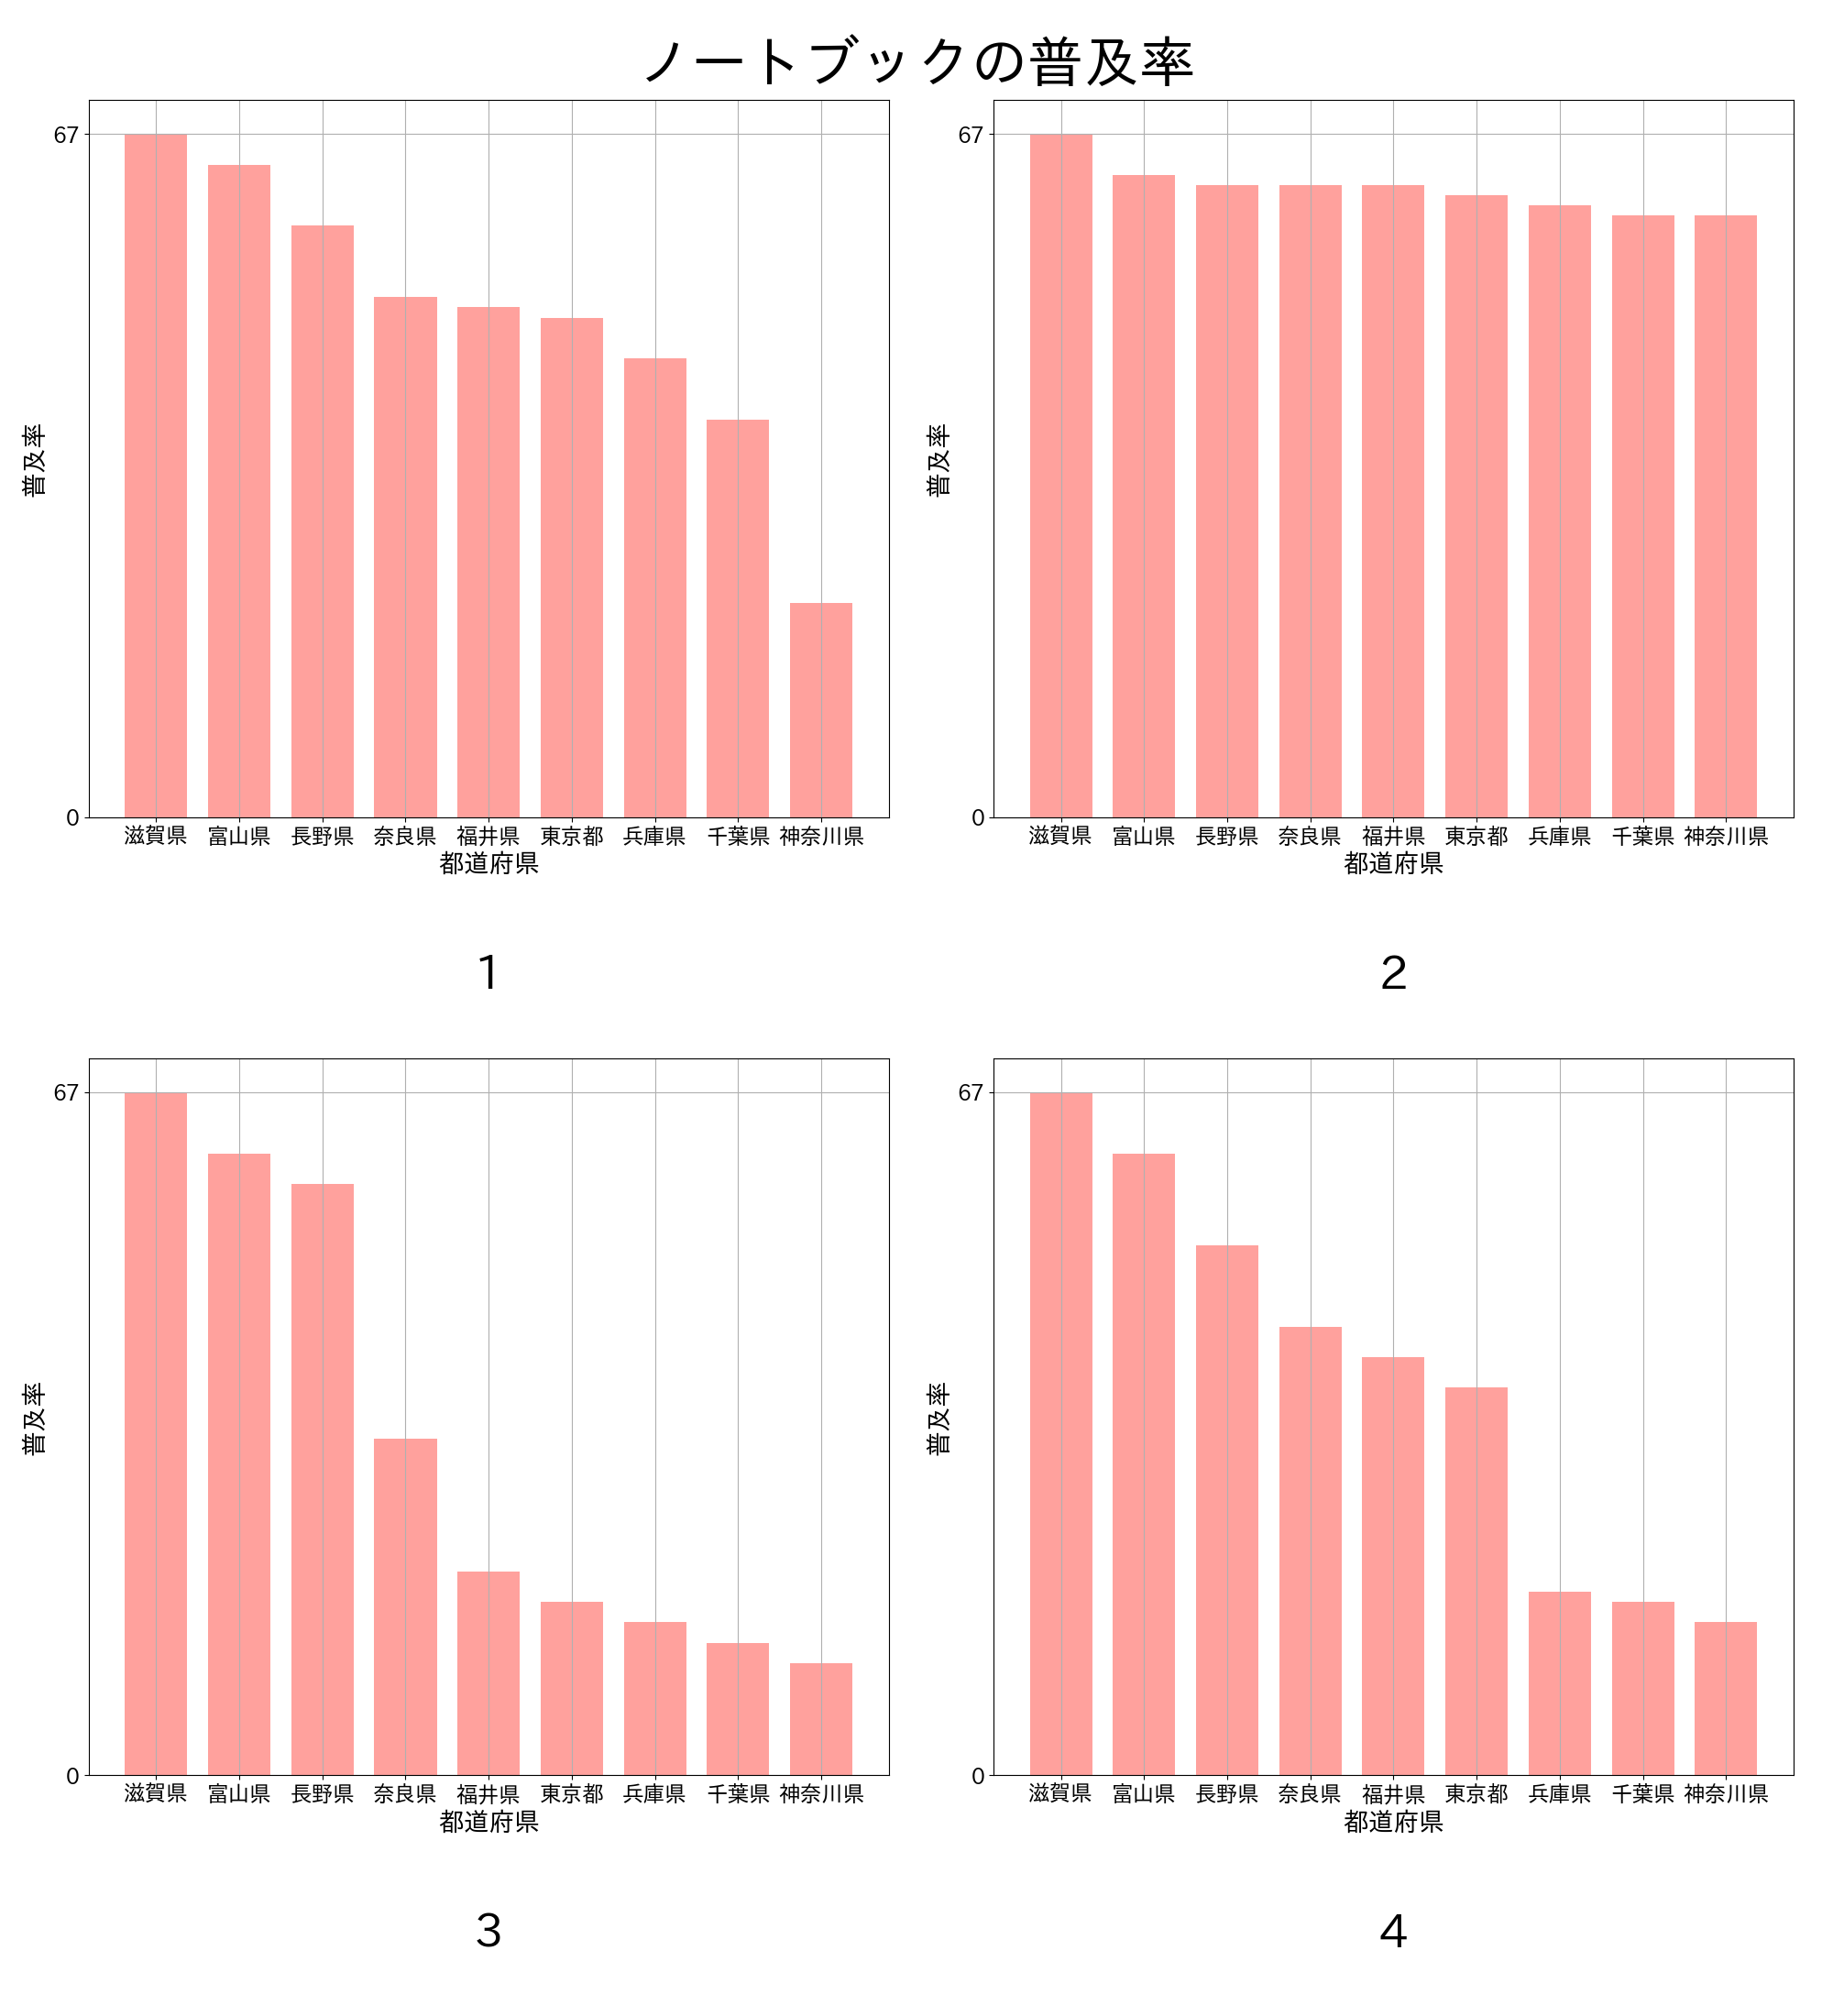 ノートブックの普及率
67
0
普及率
滋賀県 富山県 長野県 奈良県 福井県 東京都 兵庫県 千葉県 神奈川県
都道府県
1
67
0
普及率
滋賀県 富山県 長野県 奈良県 福井県 東京都 兵庫県 千葉県 神奈川県
都道府県
2
67
0
普及率
滋賀県 富山県 長野県 奈良県 福井県 東京都 兵庫県 千葉県 神奈川県
都道府県
3
67
0
普及率
滋賀県 富山県 長野県 奈良県 福井県 東京都 兵庫県 千葉県 神奈川県
都道府県
4